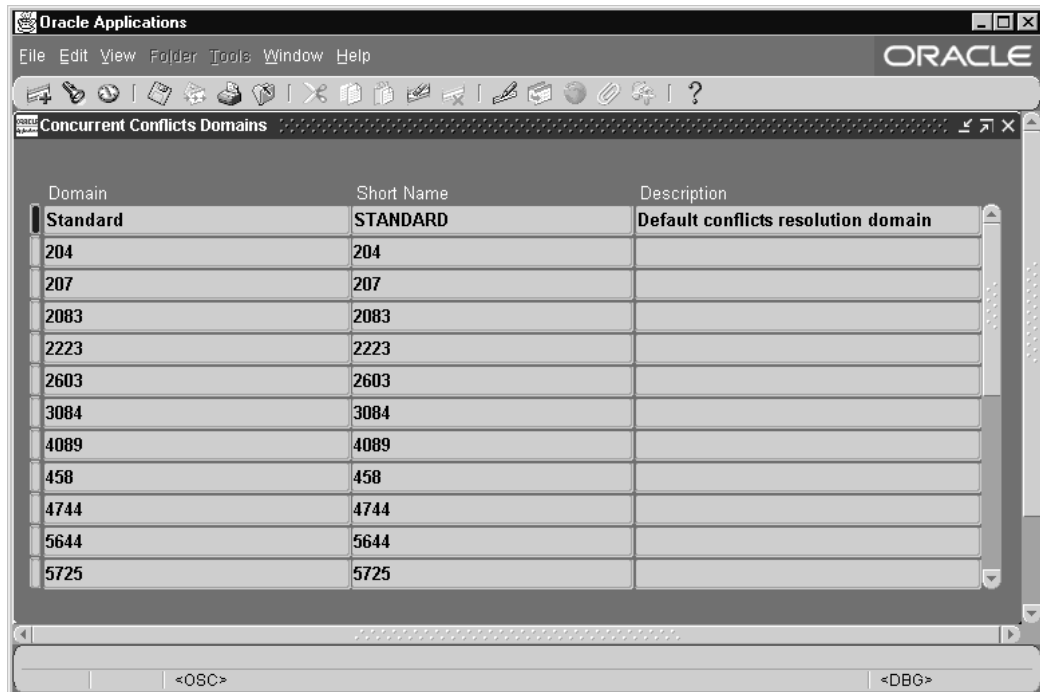 Oracle Applications
File Edit View Folder Tools Window Help
ORACLE
?
Concurrent Conflicts Domains
Domain Short Name Description
Standard STANDARD Default conflicts resolution domain
204 204
207 207
2083 2083
2223 2223
2603 2603
3084 3084
4089 4089
458 458
4744 4744
5644 5644
5725 5725
<OSC> <DBG>